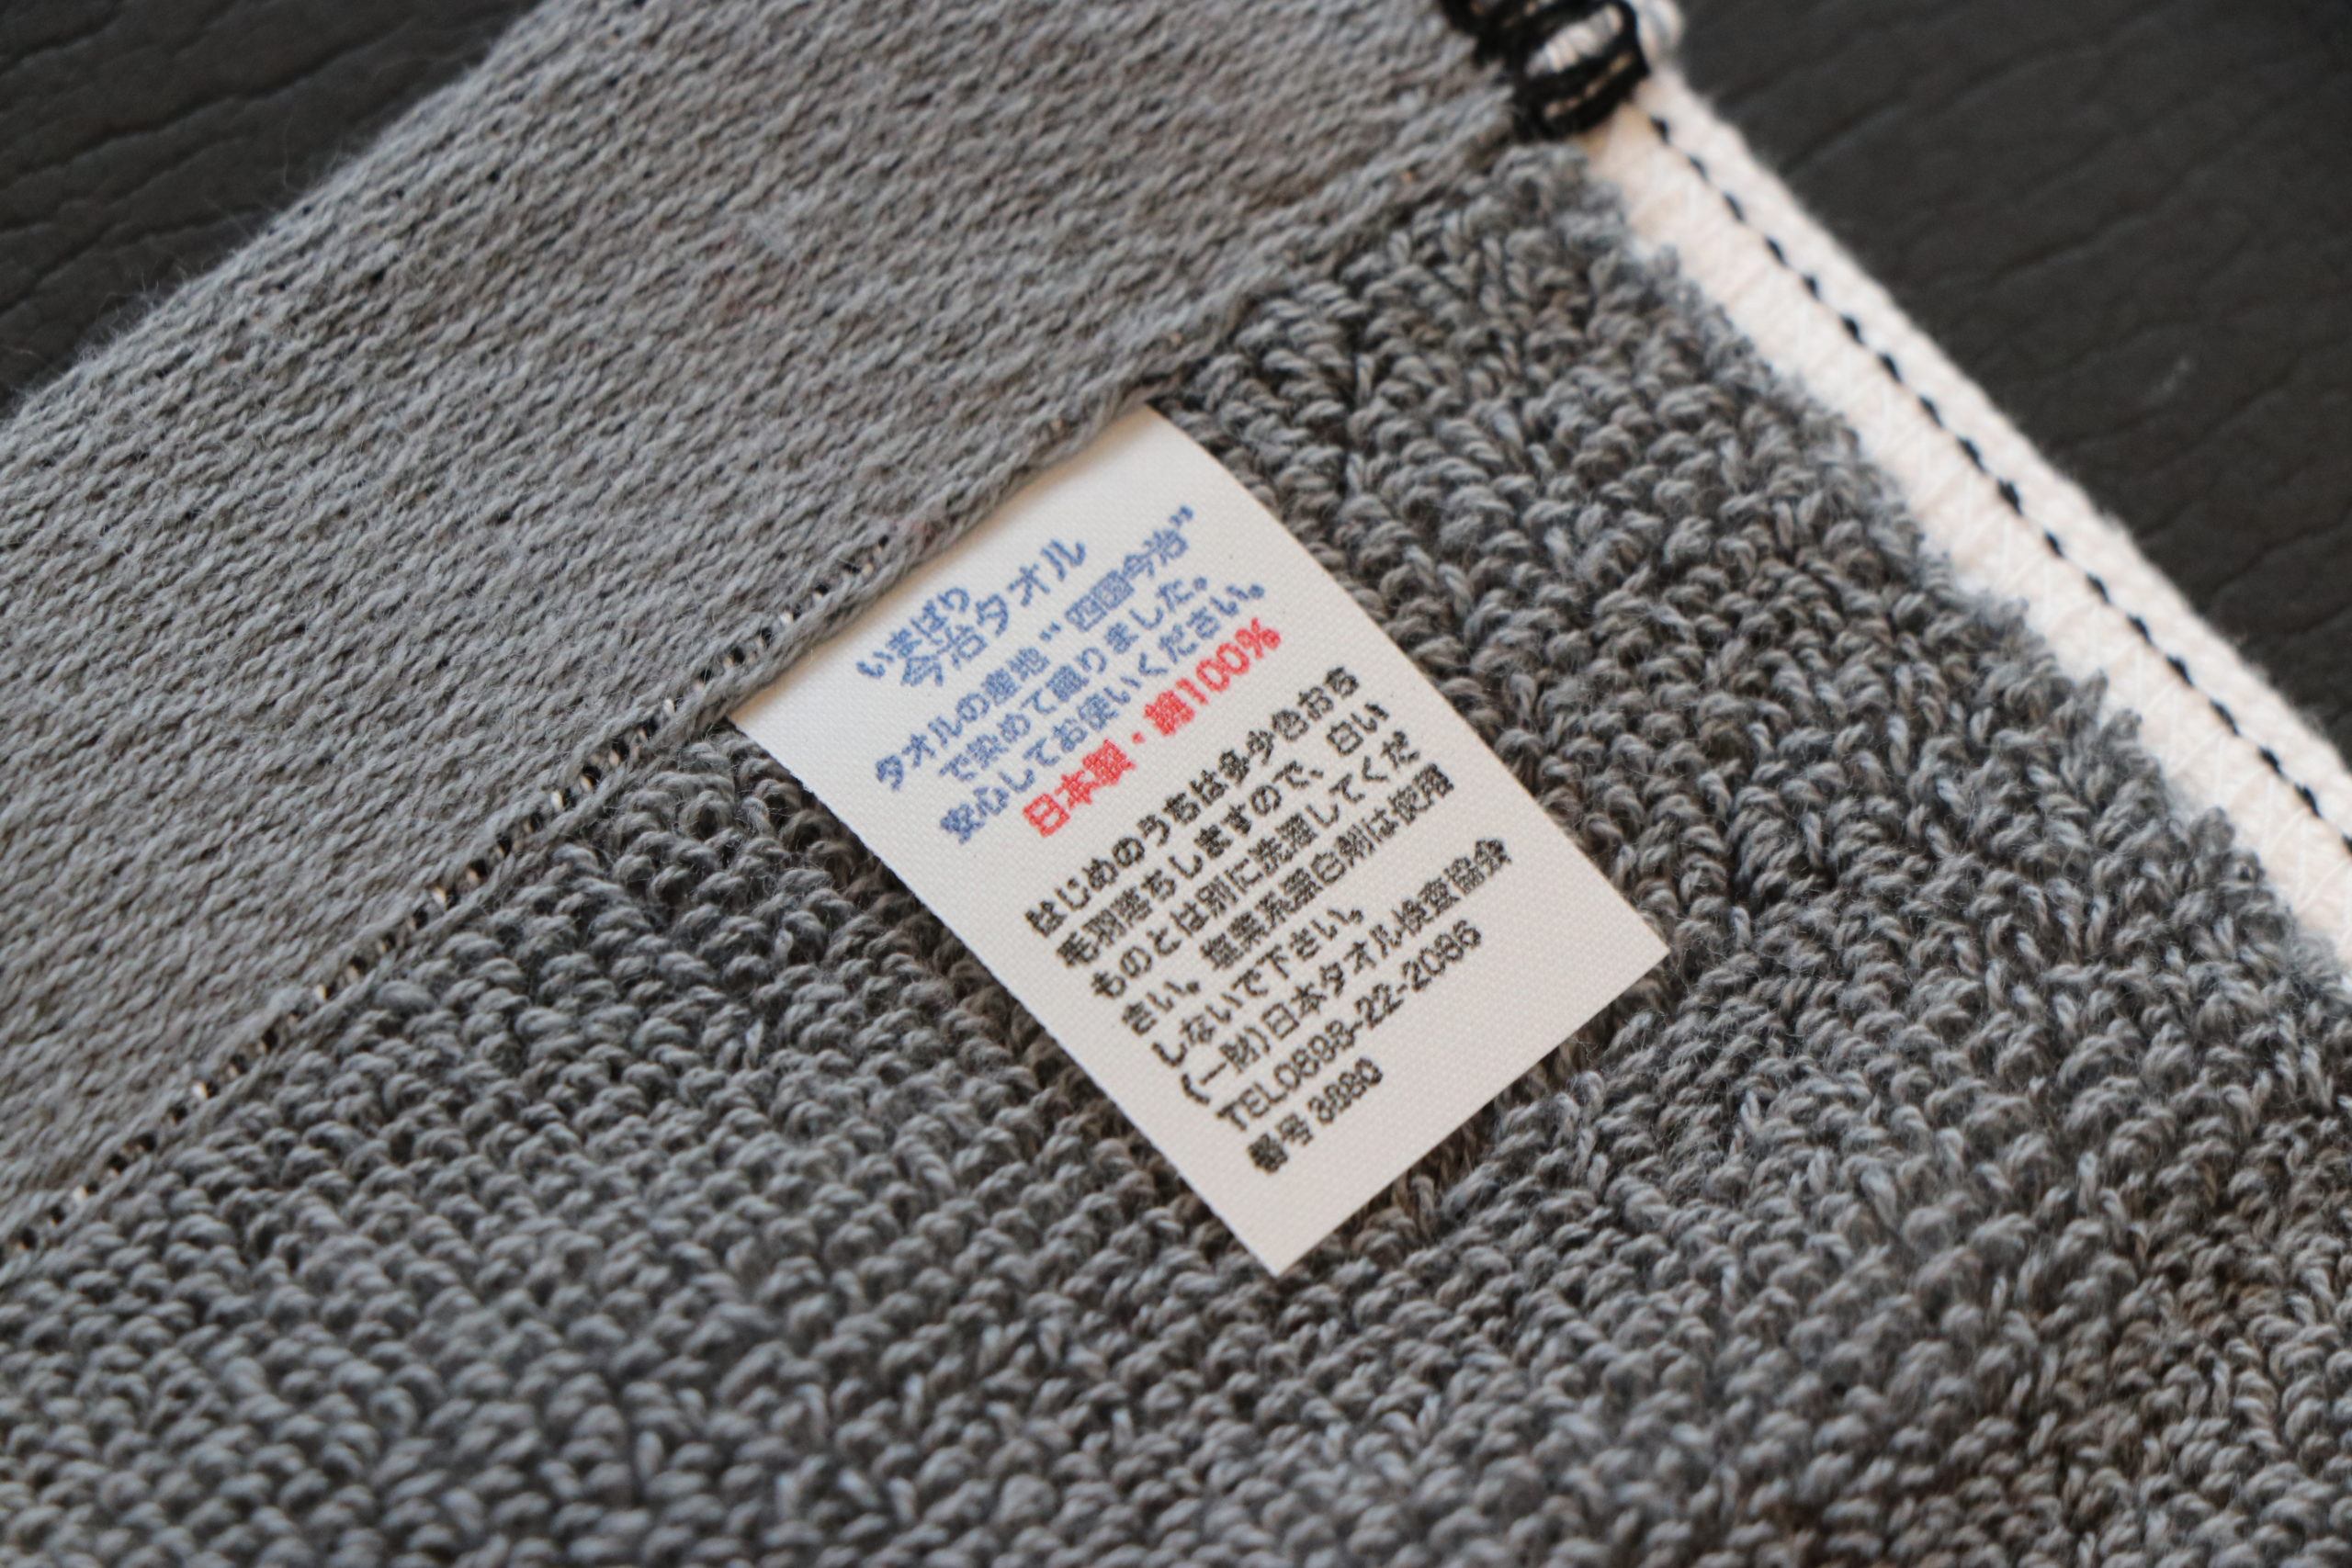 いまばり
今治タオル
タオルの産地“四国今治”
で染めて織りました。
安心してお使いください。
日本製・綿100%
はじめのうちは多少色おち
毛羽落ちしますので、白い
ものとは別に洗濯してくだ
さい。塩素系漂白剤は使用
しないで下さい。
(一財)日本タオル検査協会
TEL0898-22-2096
番号 3880